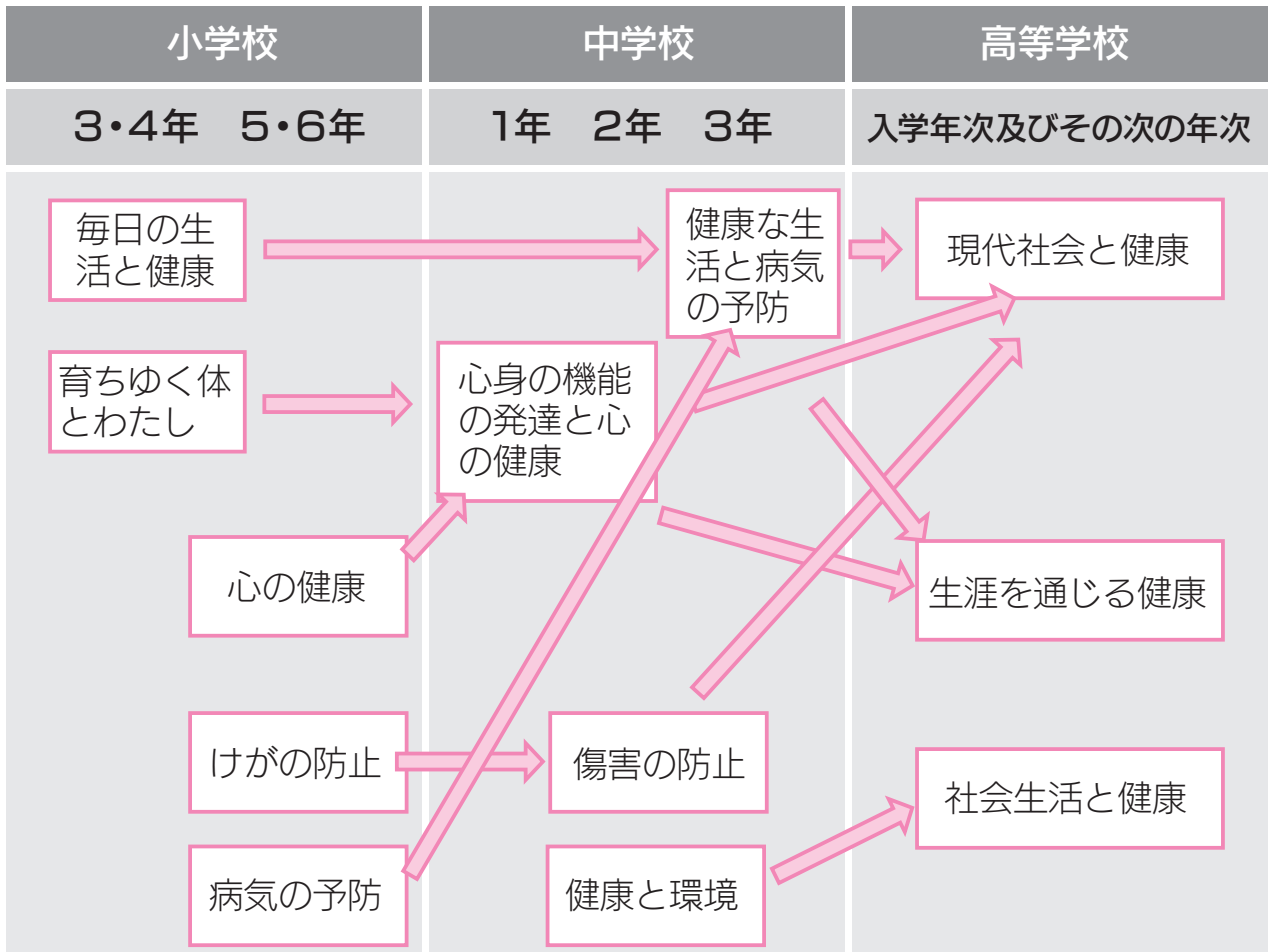 小学校
中学校
高等学校
3・4年 5・6年
1年 2年 3年
入学年次及びその次の年次
毎日の生
活と健康
健康な生
活と病気
の予防
現代社会と健康
育ちゆく体
とわたし
心身の機能
の発達と心
の健康
心の健康
生涯を通じる健康
けがの防止
傷害の防止
社会生活と健康
病気の予防
健康と環境